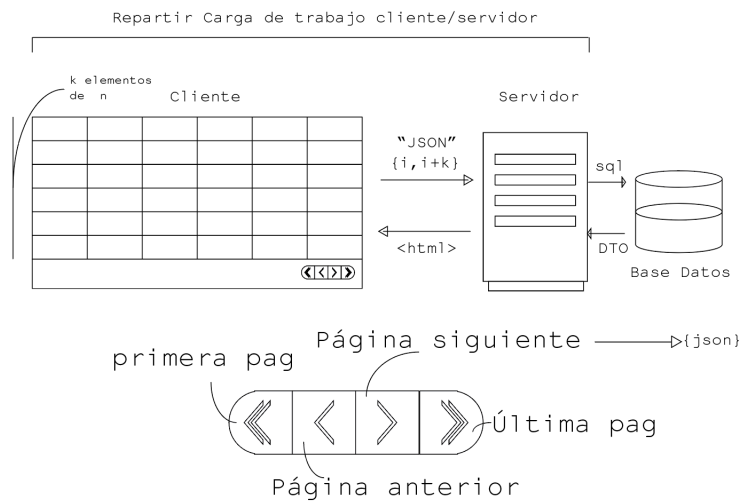 Repartir Carga de trabajo cliente/servidor
k elementos
de n
Cliente
Servidor
“JSON”
{i,i+k}
sql
<html>
DTO
Base Datos
Página siguiente
{json}
primera pag
Última pag
Página anterior